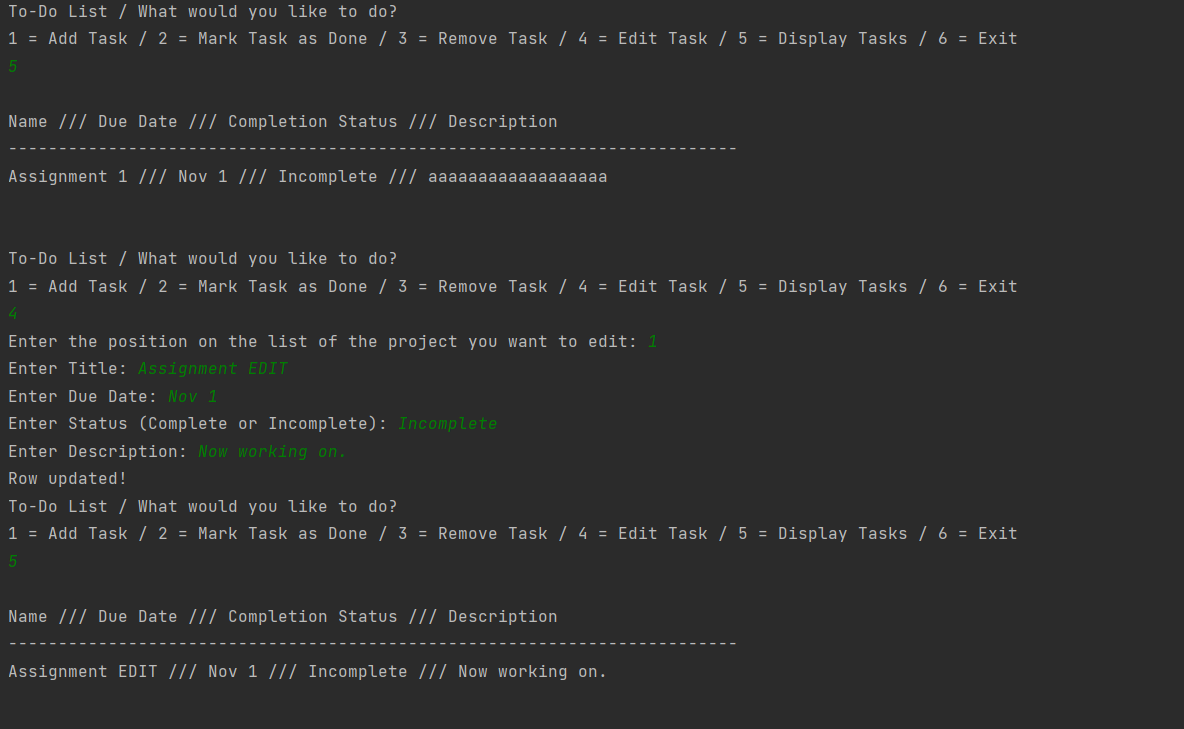 To-Do List / What would you like to do?
1 = Add Task / 2 = Mark Task as Done / 3 = Remove Task / 4 = Edit Task / 5 = Display Tasks / 6 = Exit
5
Name /// Due Date /// Completion Status /// Description
-------------------------------------------------------------------------
Assignment 1 /// Nov 1 /// Incomplete /// aaaaaaaaaaaaaaaaaa
To-Do List / What would you like to do?
1 = Add Task / 2 = Mark Task as Done / 3 = Remove Task / 4 = Edit Task / 5 = Display Tasks / 6 = Exit
4
Enter the position on the list of the project you want to edit: 1
Enter Title: Assignment EDIT
Enter Due Date: Nov 1
Enter Status (Complete or Incomplete): Incomplete
Enter Description: Now working on.
Row updated!
To-Do List / What would you like to do?
1 = Add Task / 2 = Mark Task as Done / 3 = Remove Task / 4 = Edit Task / 5 = Display Tasks / 6 = Exit
5
Name /// Due Date /// Completion Status /// Description
-------------------------------------------------------------------------
Assignment EDIT /// Nov 1 /// Incomplete /// Now working on.